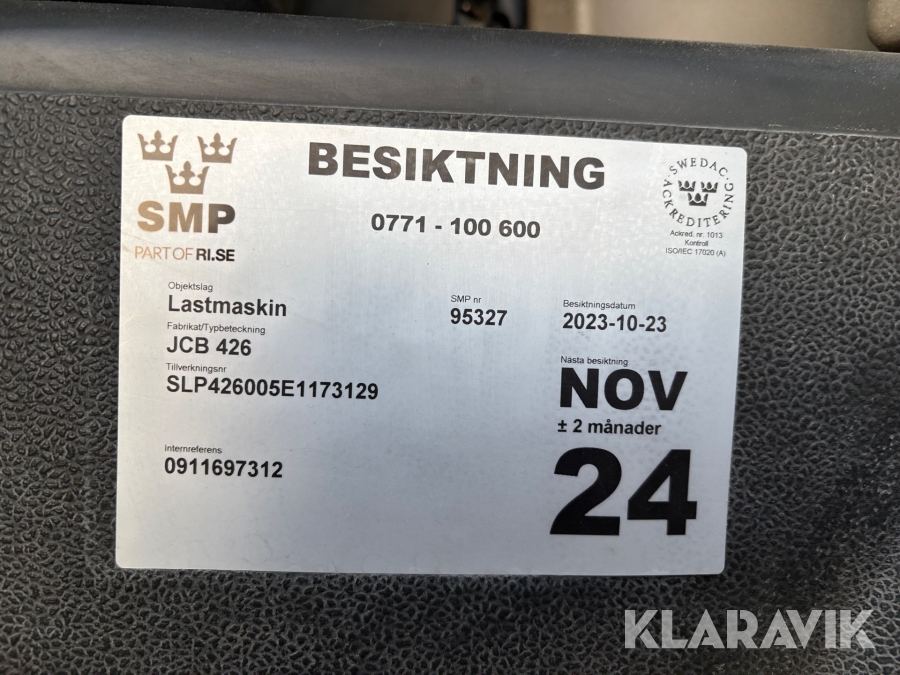 BESIKTNING
0771 - 100 600
SMP
PART OF RI.SE
SWEDAC
ACKREDITERING
Ackred. nr. 1013
Kontroll
ISO/IEC 17020 (A)
Objektslag
Lastmaskin
Fabrikat/Typbeteckning
JCB 426
Tillverkningsnr
SLP426005E1173129
Internreferens
0911697312
SMP nr
95327
Besiktningsdatum
2023-10-23
Nästa besiktning
NOV
± 2 månader
24
KLARAVIK